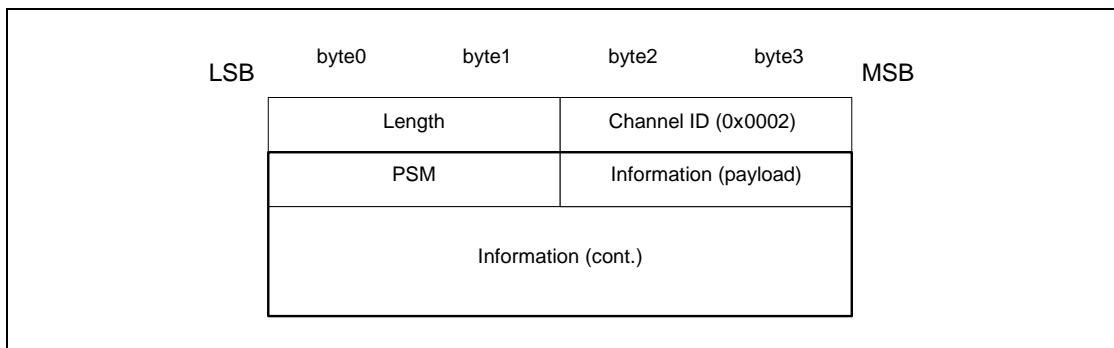 byte0 byte1 byte2 byte3
LSB MSB
Length Channel ID (0x0002)
PSM Information (payload)
Information (cont.)